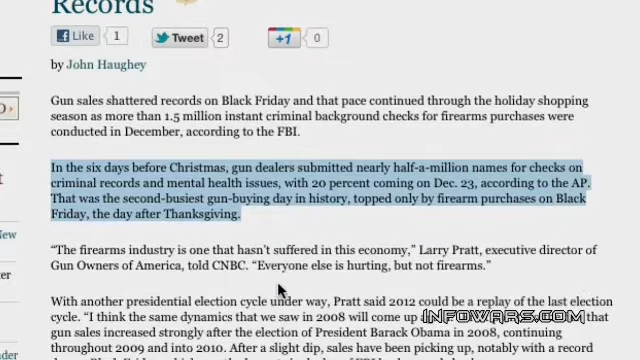 Records
Like 1 Tweet 2 +1 0
by John Haughey
Gun sales shattered records on Black Friday and that pace continued through the holiday shopping
season as more than 1.5 million instant criminal background checks for firearms purchases were
conducted in December, according to the FBI.
In the six days before Christmas, gun dealers submitted nearly half-a-million names for checks on
criminal records and mental health issues, with 20 percent coming on Dec. 23, according to the AP.
That was the second-busiest gun-buying day in history, topped only by firearm purchases on Black
Friday, the day after Thanksgiving.
“The firearms industry is one that hasn’t suffered in this economy,” Larry Pratt, executive director of
Gun Owners of America, told CNBC. “Everyone else is hurting, but not firearms.”
With another presidential election cycle under way, Pratt said 2012 could be a replay of the last election
cycle. “I think the same dynamics that we saw in 2008 will come up that
gun sales increased strongly after the election of President Barack Obama in 2008, continuing
throughout 2009 and into 2010. After a slight dip, sales have been picking up, notably with a record
INFOWARS.COM